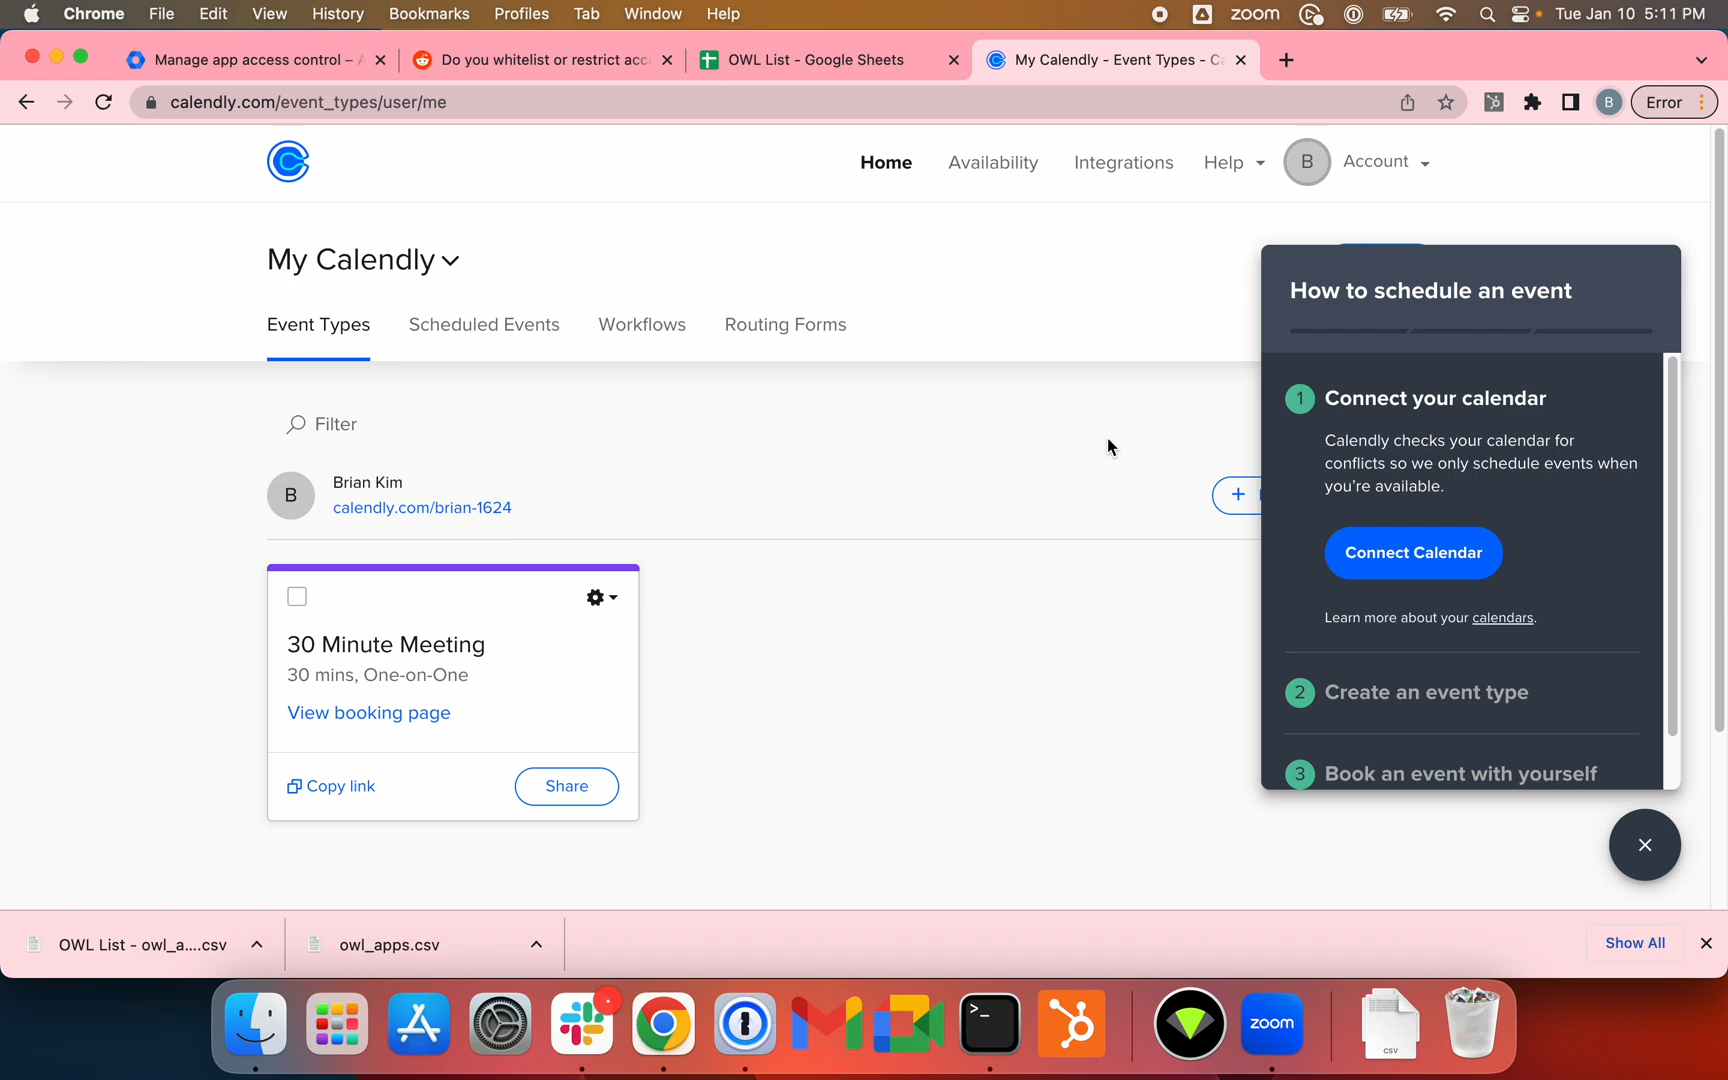 Chrome File Edit View History Bookmarks Profiles Tab Window Help zoom Tue Jan 10 5:11 PM
Manage app access control – Do you whitelist or restrict acc OWL List - Google Sheets My Calendly - Event Types - Ca
calendly.com/event_types/user/me B Error
Home Availability Integrations Help B Account
My Calendly
Event Types Scheduled Events Workflows Routing Forms
Filter
B
Brian Kim
calendly.com/brian-1624
+
30 Minute Meeting
30 mins, One-on-One
View booking page
Copy link Share
How to schedule an event
1 Connect your calendar
Calendly checks your calendar for
conflicts so we only schedule events when
you’re available.
Connect Calendar
Learn more about your calendars.
2 Create an event type
3 Book an event with yourself
OWL List - owl_a....csv owl_apps.csv Show All
zoom
CSV